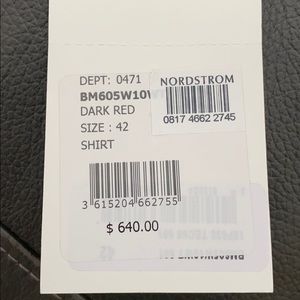 DEPT: 0471
NORDSTROM
BM605W10W
DARK RED
0817 4662 2745
SIZE : 42
SHIRT
3 615204 662755
$ 640.00